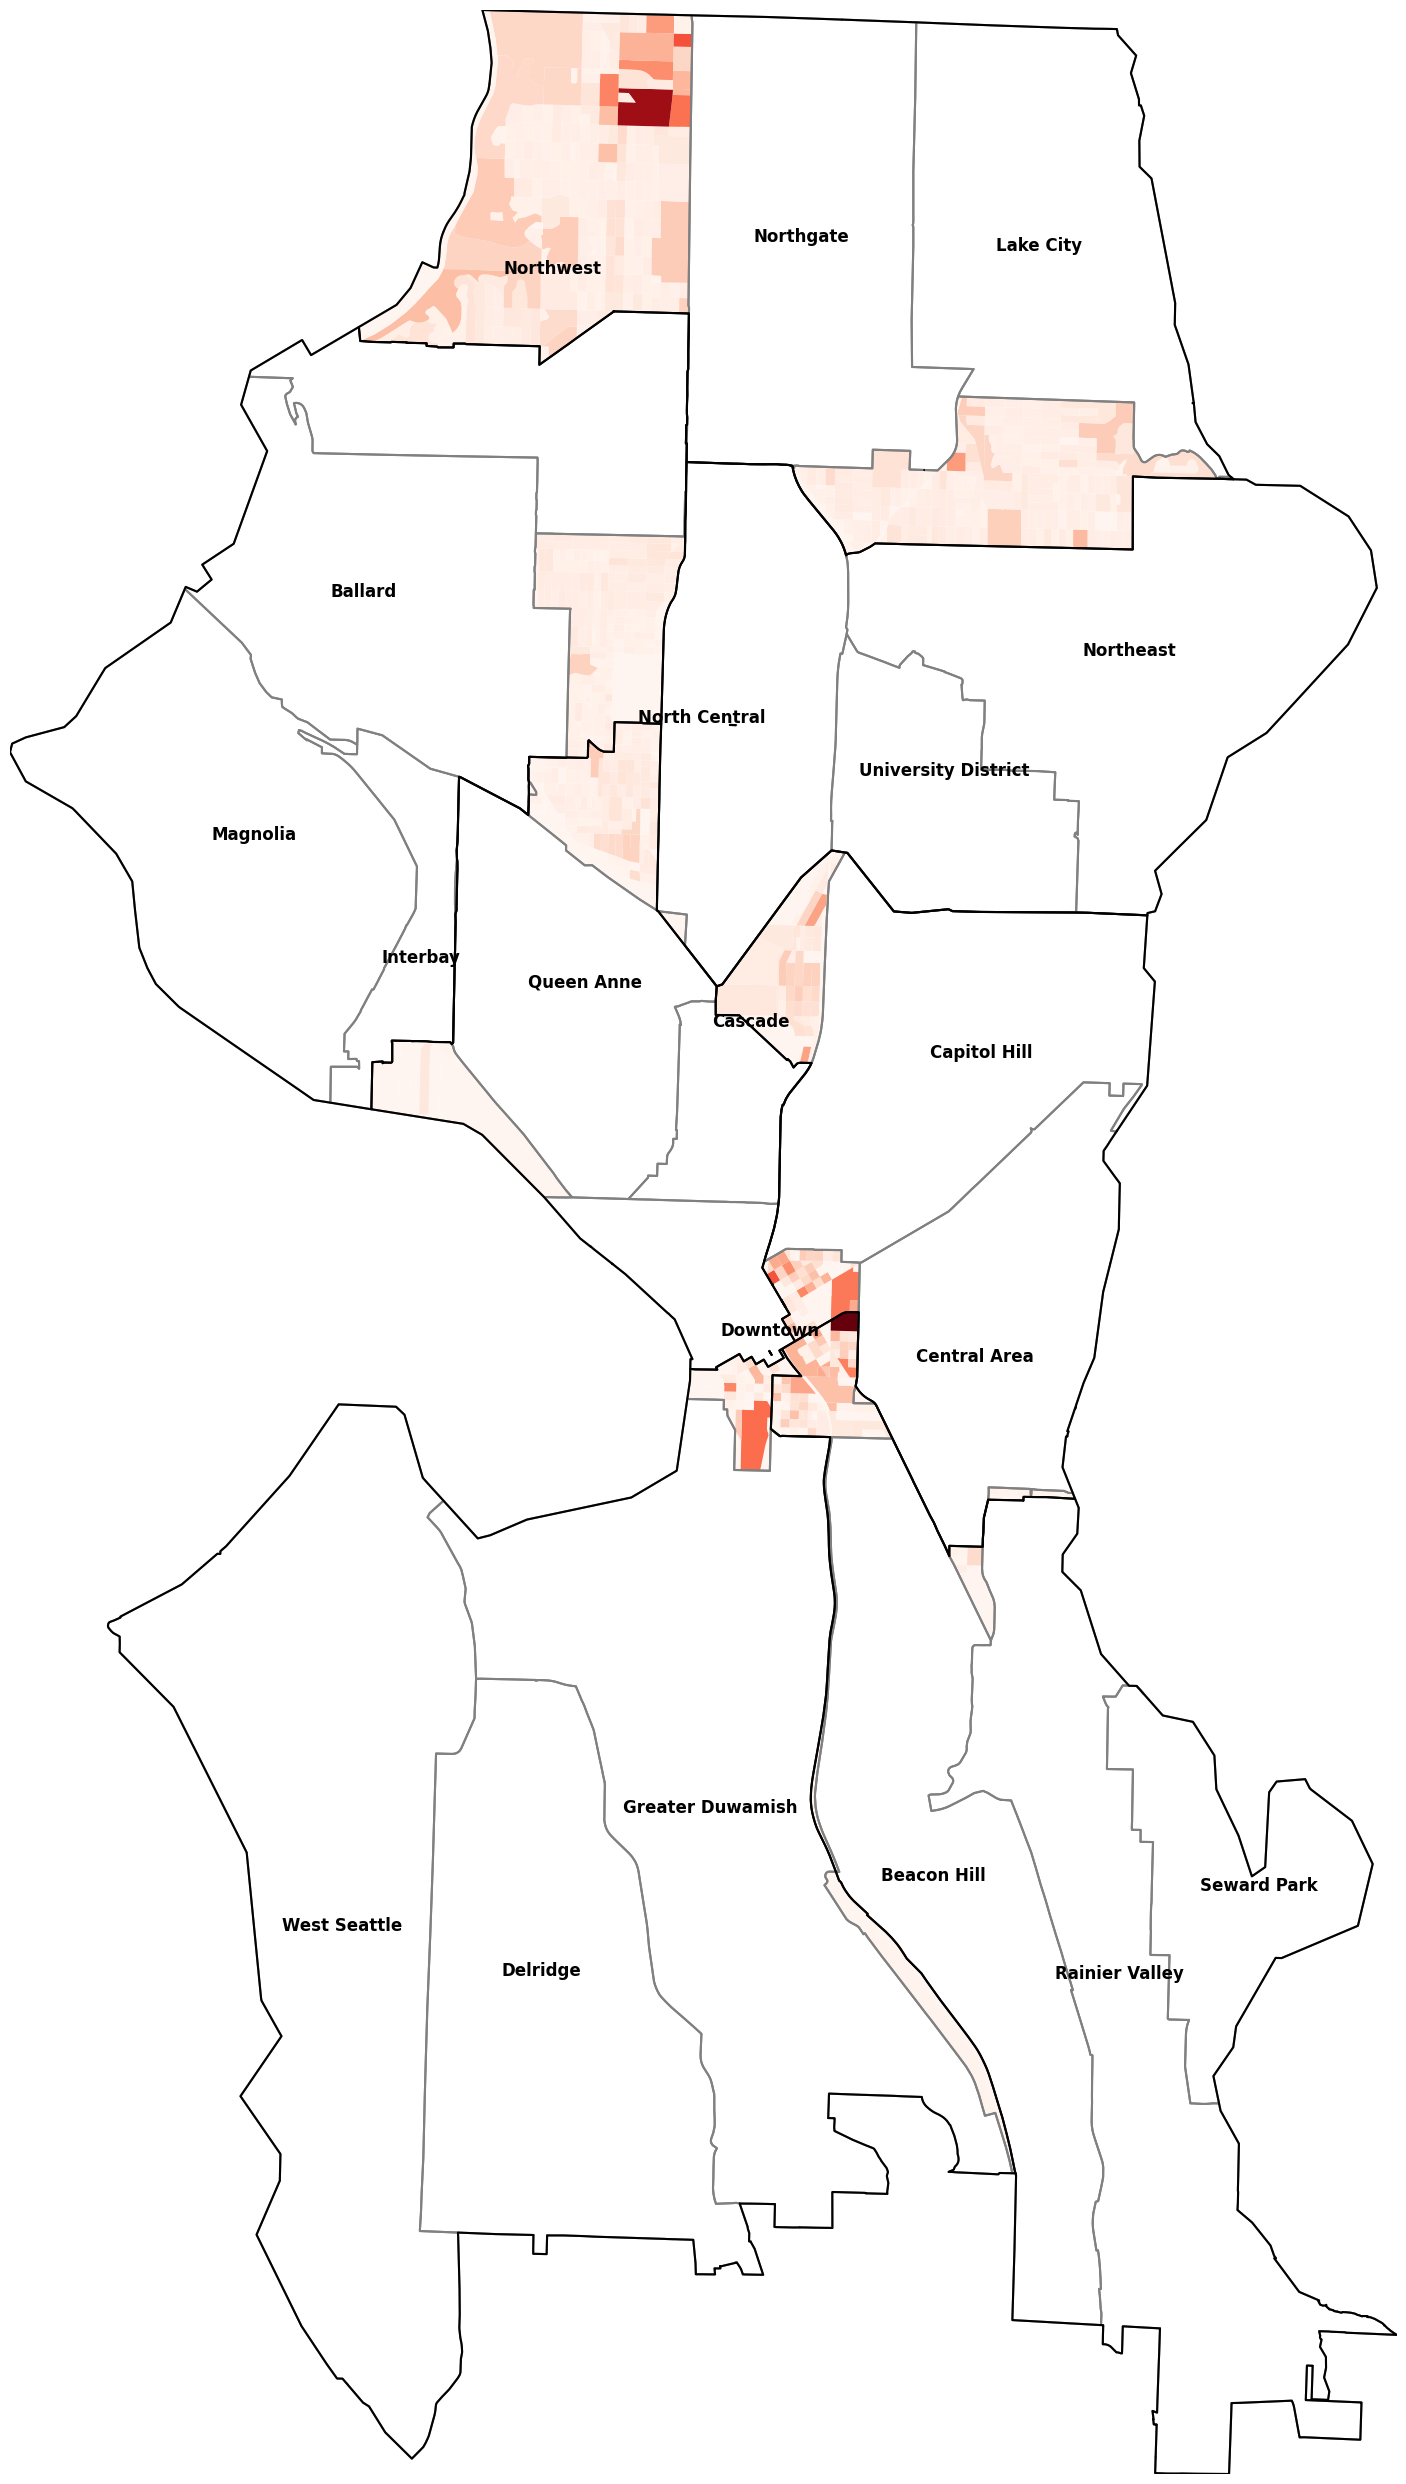 Northgate
Lake City
Northwest
Ballard
Northeast
North Central
University District
Magnolia
Interbay
Queen Anne
Cascade
Capitol Hill
Downtown
Central Area
Greater Duwamish
Beacon Hill
Seward Park
West Seattle
Delridge
Rainier Valley